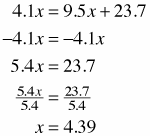 4.1x = 9.5x + 23.7
-4.1x = -4.1x
5.4x = 23.7
5.4x/5.4 = 23.7/5.4
x = 4.39